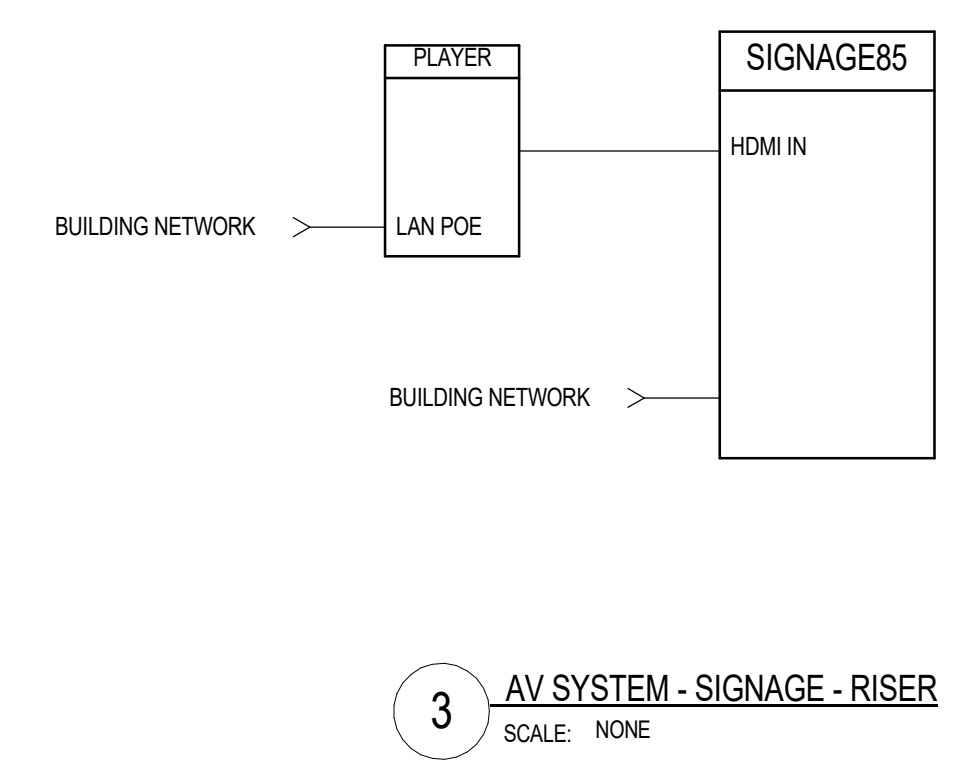 PLAYER
SIGNAGE85
HDMI IN
BUILDING NETWORK
LAN POE
BUILDING NETWORK
3
AV SYSTEM - SIGNAGE - RISER
SCALE: NONE